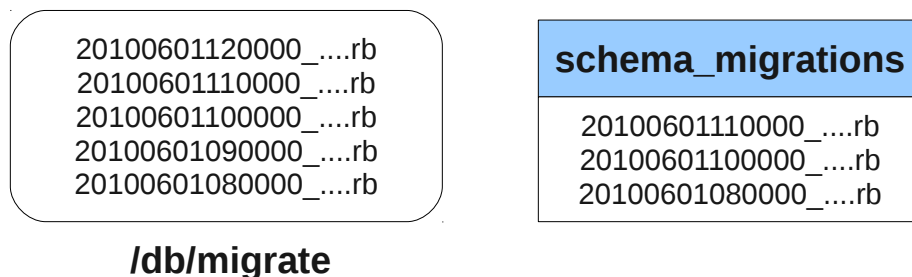 20100601120000_....rb
20100601110000_....rb
20100601100000_....rb
20100601090000_....rb
20100601080000_....rb
/db/migrate
schema_migrations
20100601110000_....rb
20100601100000_....rb
20100601080000_....rb